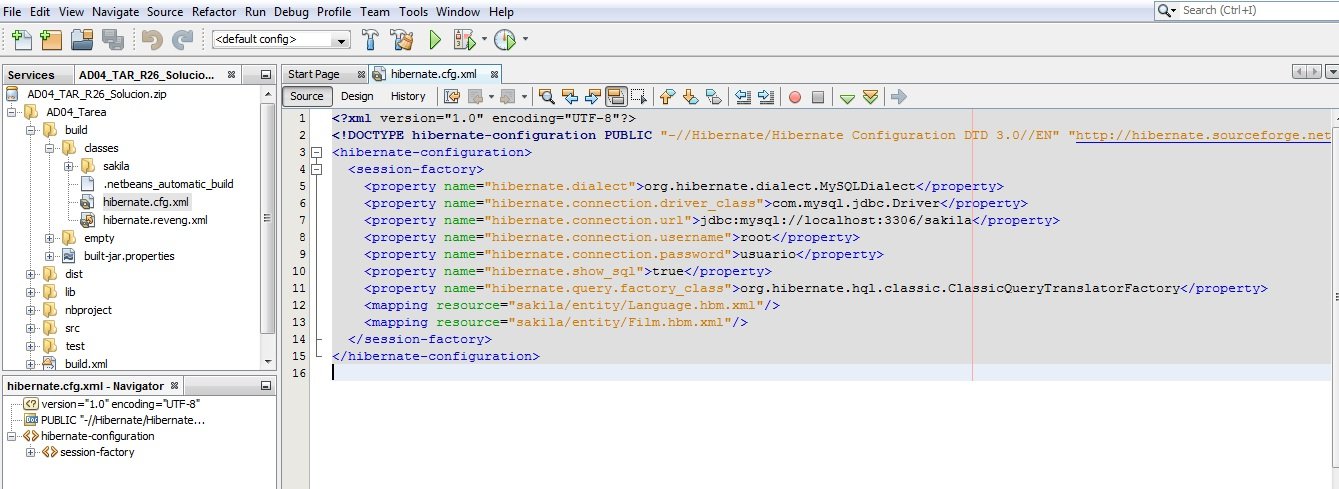 File Edit View Navigate Source Refactor Run Debug Profile Team Tools Window Help
Search (Ctrl+I)
<default config>
Services AD04_TAR_R26_Solucio...
Start Page hibernate.cfg.xml
AD04_TAR_R26_Solucion.zip
AD04_Tarea
build
classes
sakila
.netbeans_automatic_build
hibernate.cfg.xml
hibernate.reveng.xml
empty
built-jar.properties
dist
lib
nbproject
src
test
build.xml
Source Design History
1 <?xml version="1.0" encoding="UTF-8"?>
2 <!DOCTYPE hibernate-configuration PUBLIC "-//Hibernate/Hibernate Configuration DTD 3.0//EN" "http://hibernate.sourceforge.net
3 <hibernate-configuration>
4 <session-factory>
5 <property name="hibernate.dialect">org.hibernate.dialect.MySQLDialect</property>
6 <property name="hibernate.connection.driver_class">com.mysql.jdbc.Driver</property>
7 <property name="hibernate.connection.url">jdbc:mysql://localhost:3306/sakila</property>
8 <property name="hibernate.connection.username">root</property>
9 <property name="hibernate.connection.password">usuario</property>
10 <property name="hibernate.show_sql">true</property>
11 <property name="hibernate.query.factory_class">org.hibernate.hql.classic.ClassicQueryTranslatorFactory</property>
12 <mapping resource="sakila/entity/Language.hbm.xml"/>
13 <mapping resource="sakila/entity/Film.hbm.xml"/>
14 </session-factory>
15 </hibernate-configuration>
16
hibernate.cfg.xml - Navigator
version="1.0" encoding="UTF-8"
PUBLIC "-//Hibernate/Hibernate...
hibernate-configuration
session-factory